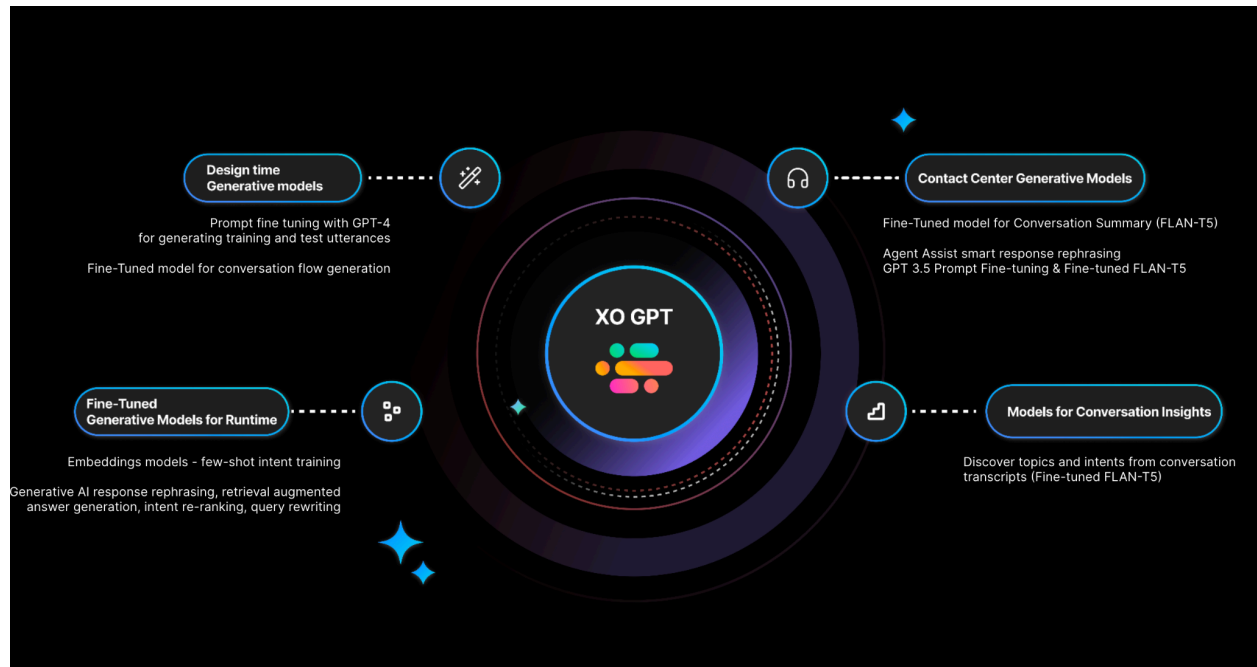 Design time
Generative models
Prompt fine tuning with GPT-4
for generating training and test utterances
Fine-Tuned model for conversation flow generation
Fine-Tuned
Generative Models for Runtime
Embeddings models - few-shot intent training
Generative AI response rephrasing, retrieval augmented
answer generation, intent re-ranking, query rewriting
XO GPT
Contact Center Generative Models
Fine-Tuned model for Conversation Summary (FLAN-T5)
Agent Assist smart response rephrasing
GPT 3.5 Prompt Fine-tuning & Fine-tuned FLAN-T5
Models for Conversation Insights
Discover topics and intents from conversation
transcripts (Fine-tuned FLAN-T5)